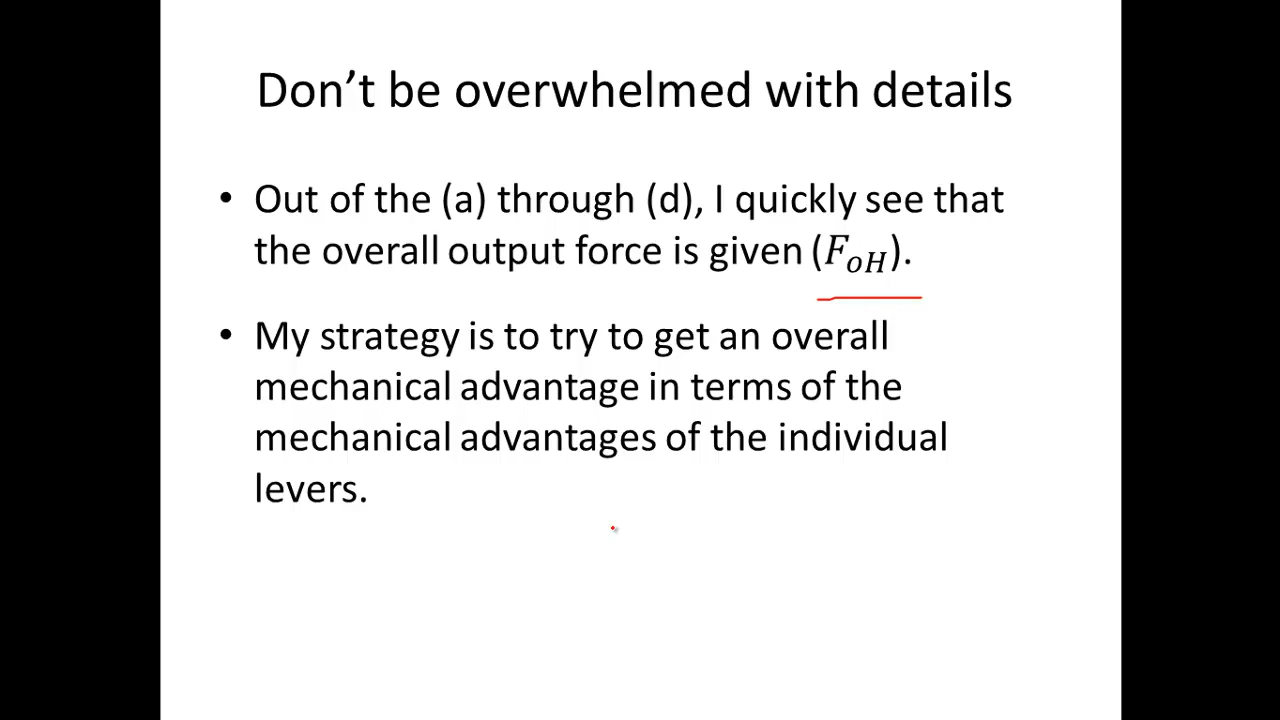 Don’t be overwhelmed with details
• Out of the (a) through (d), I quickly see that
the overall output force is given (F_{oH}).
• My strategy is to try to get an overall
mechanical advantage in terms of the
mechanical advantages of the individual
levers.